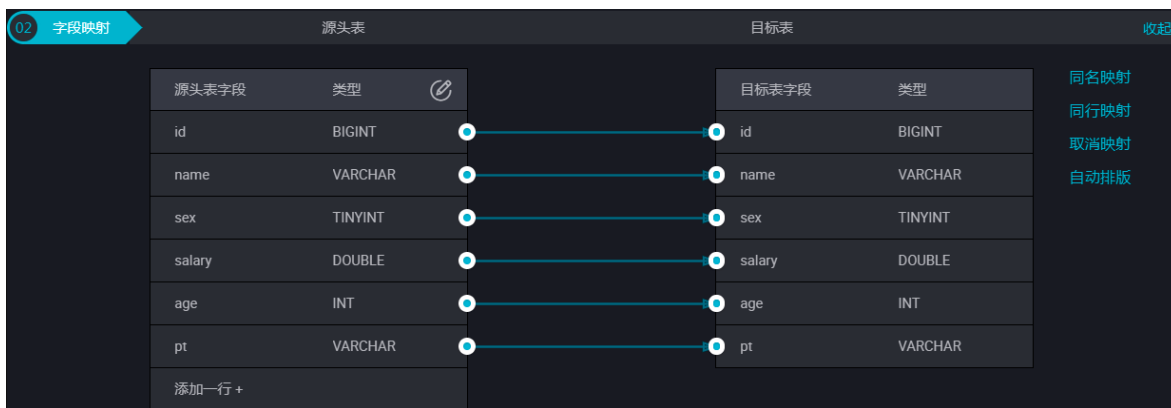 02 字段映射 源头表 目标表 收起
源头表字段 类型 目标表字段 类型 同名映射
同行映射
id BIGINT id BIGINT
取消映射
name VARCHAR name VARCHAR 自动排版
sex TINYINT sex TINYINT
salary DOUBLE salary DOUBLE
age INT age INT
pt VARCHAR pt VARCHAR
添加一行 +